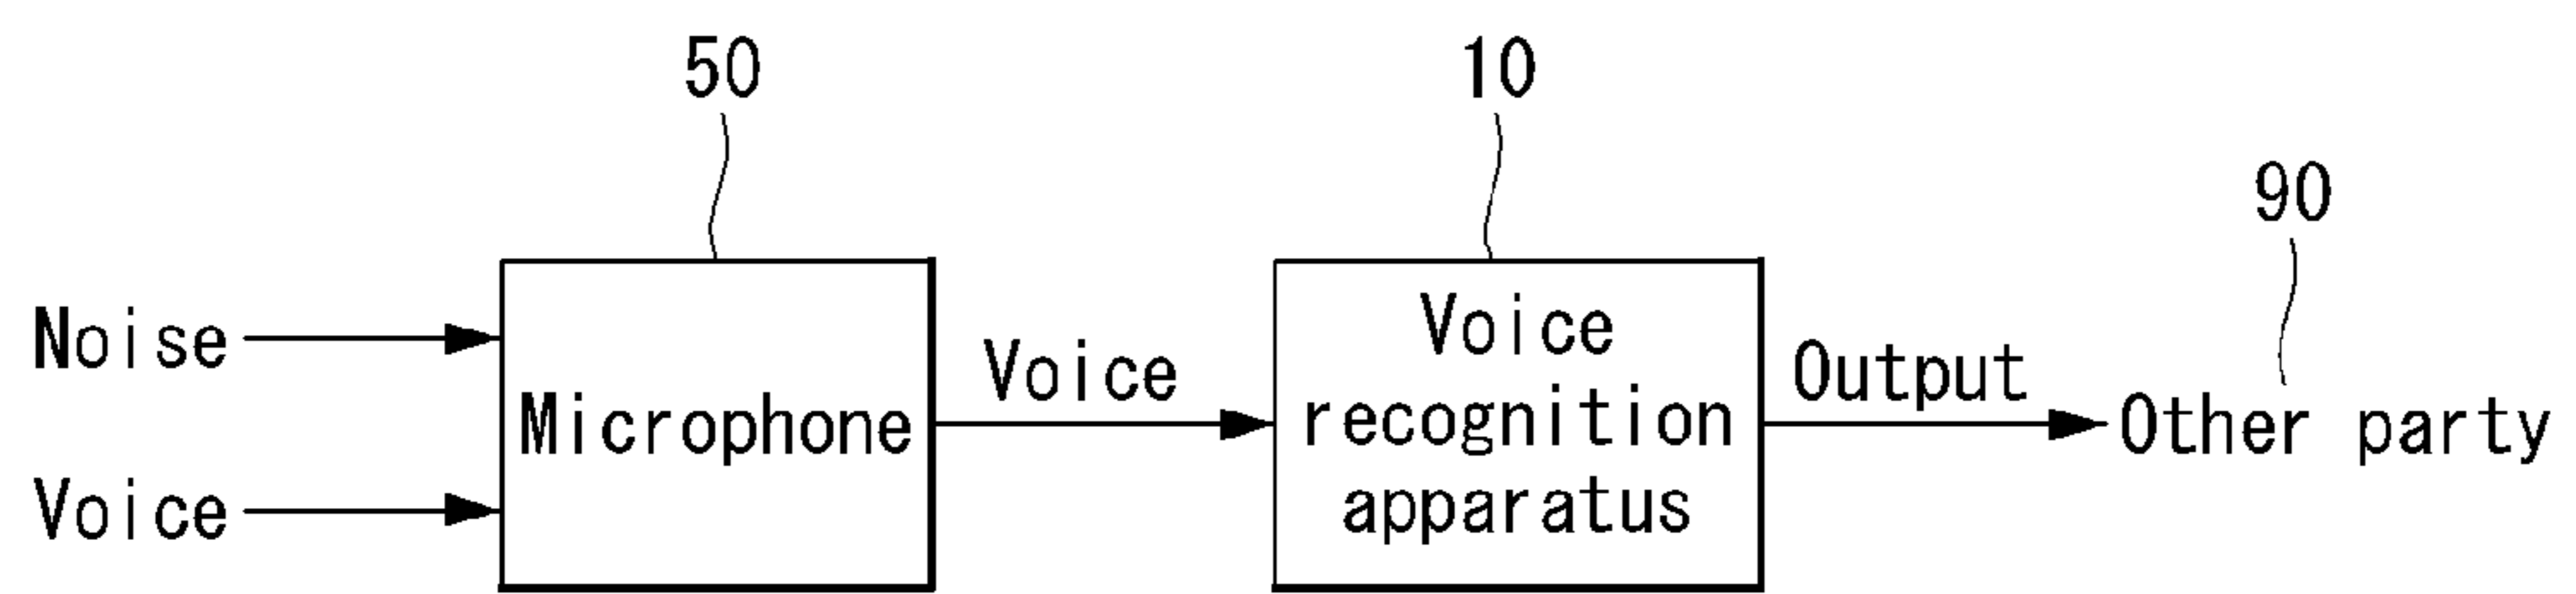 50
10
90
Noise
Voice
Microphone
Voice
Voice
recognition
apparatus
Output
Other party